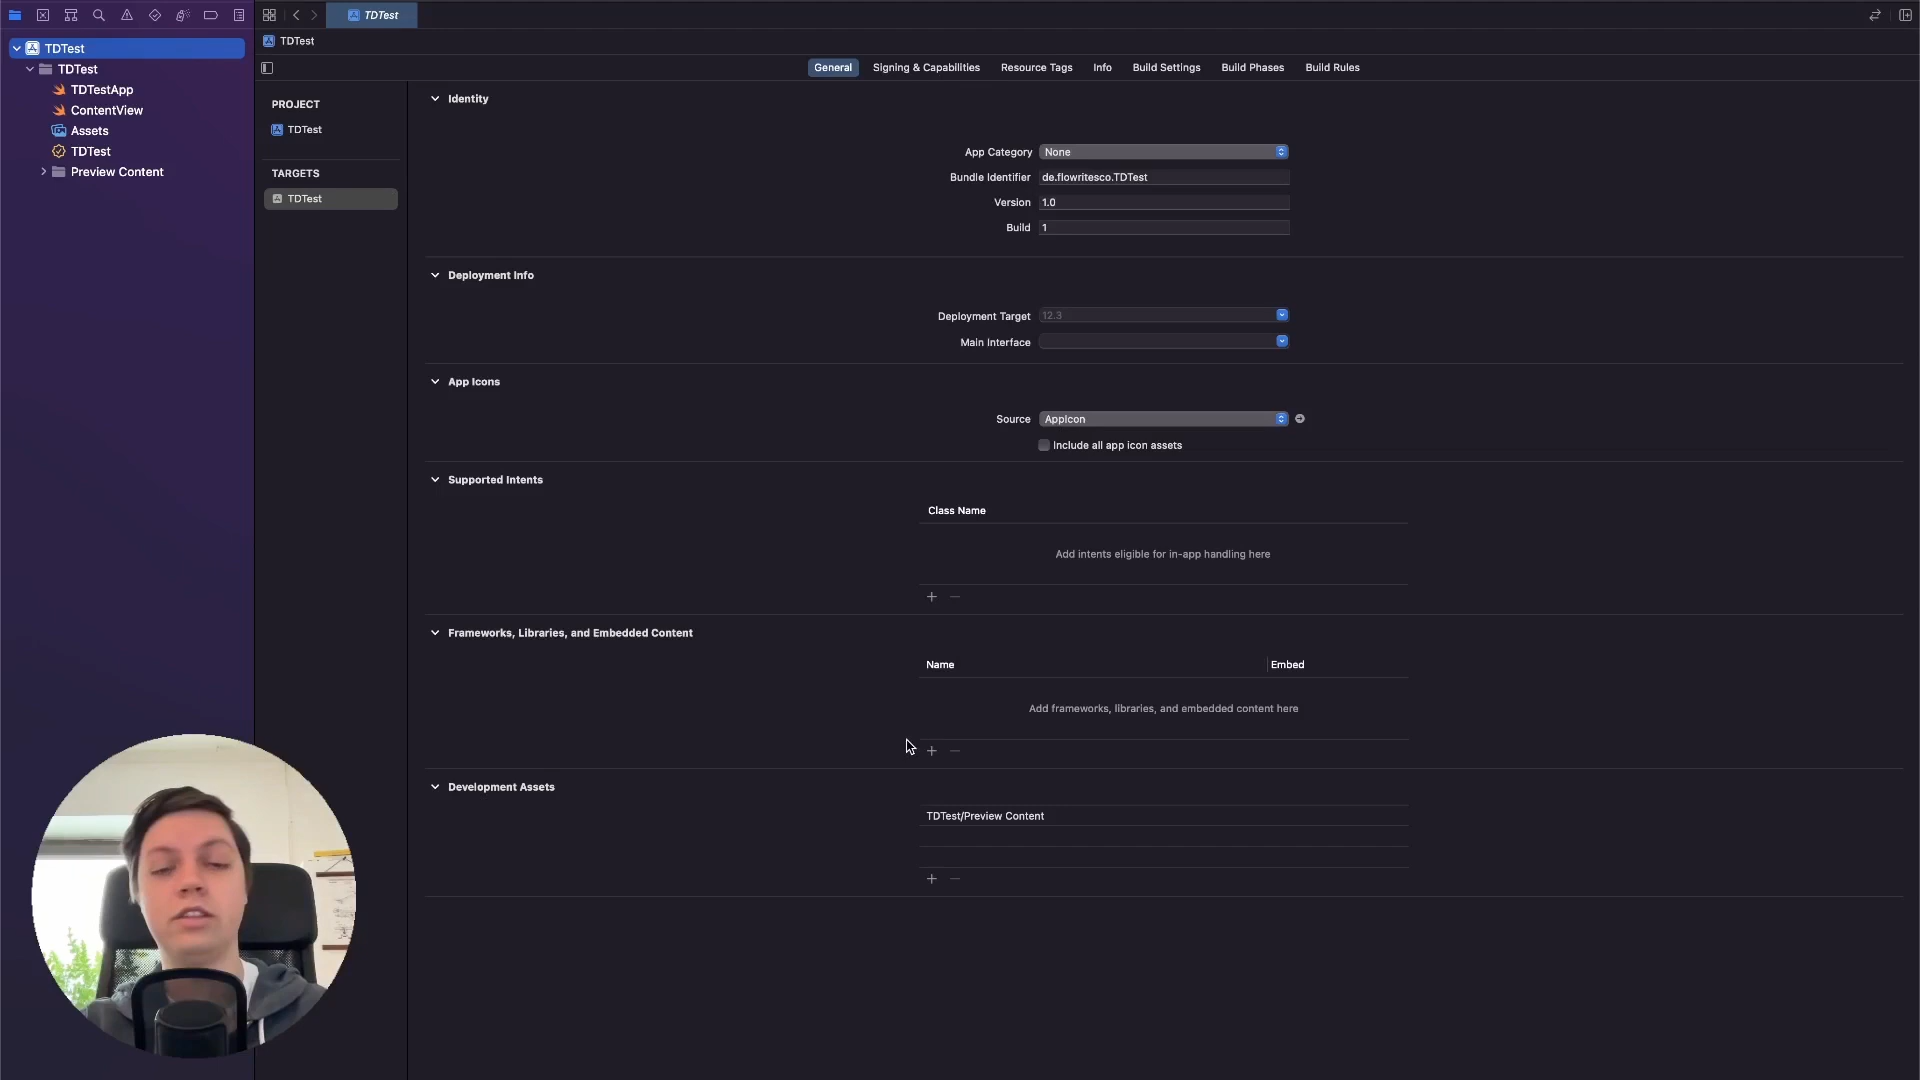 TDTest
TDTest
General Signing & Capabilities Resource Tags Info Build Settings Build Phases Build Rules
TDTest
TDTest
TDTestApp
ContentView
Assets
TDTest
Preview Content
PROJECT
TDTest
TARGETS
TDTest
Identity
App Category None
Bundle Identifier de.flowritesco.TDTest
Version 1.0
Build 1
Deployment Info
Deployment Target 12.3
Main Interface
App Icons
Source AppIcon
Include all app icon assets
Supported Intents
Class Name
Add intents eligible for in-app handling here
Frameworks, Libraries, and Embedded Content
Name Embed
Add frameworks, libraries, and embedded content here
Development Assets
TDTest/Preview Content